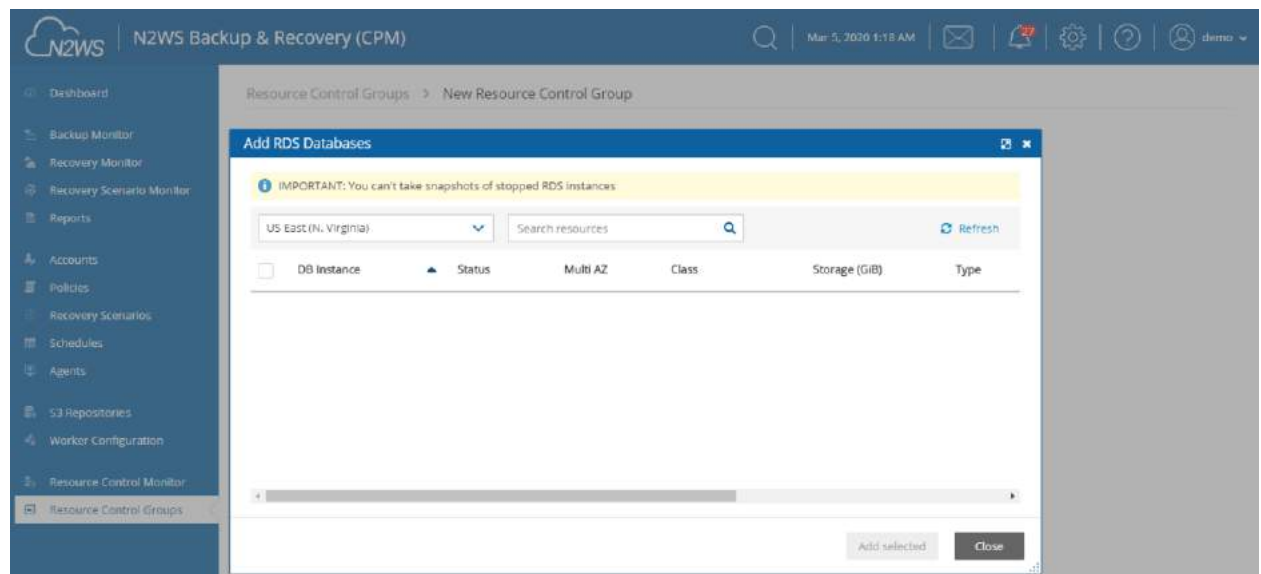 N2WS
N2WS Backup & Recovery (CPM)
Mar 5, 2020 1:18 AM
27
demo
Dashboard
Backup Monitor
Recovery Monitor
Recovery Scenario Monitor
Reports
Accounts
Policies
Recovery Scenarios
Schedules
Agents
S3 Repositories
Worker Configuration
Resource Control Monitor
Resource Control Groups
Resource Control Groups > New Resource Control Group
Add RDS Databases
IMPORTANT: You can't take snapshots of stopped RDS instances
US East (N. Virginia)
Search resources
Refresh
DB Instance Status Multi AZ Class Storage (GiB) Type
Add selected
Close